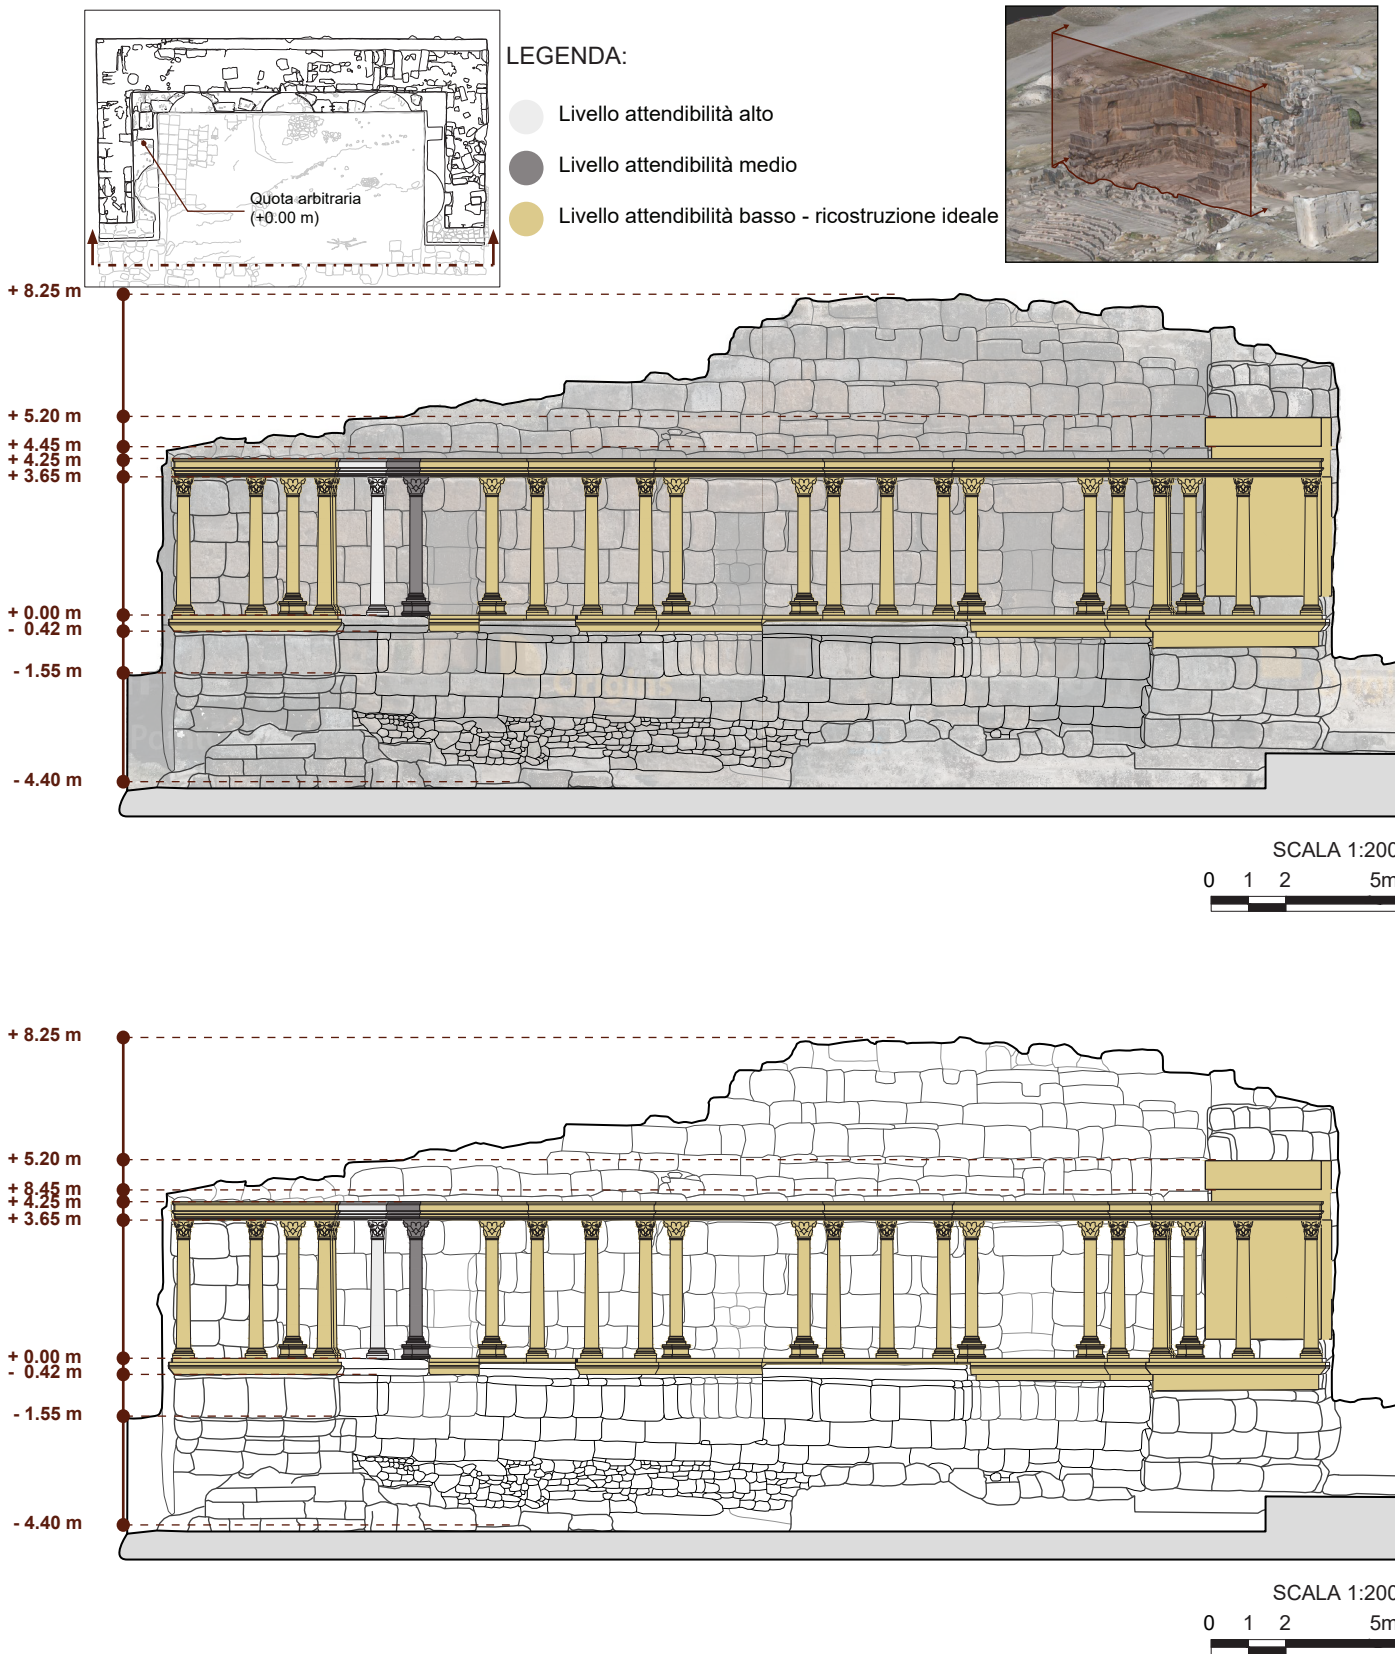 LEGENDA:
Livello attendibilità alto
Livello attendibilità medio
Livello attendibilità basso - ricostruzione ideale
Quota arbitraria
(+0.00 m)
+ 8.25 m
+ 5.20 m
+ 4.45 m
+ 4.25 m
+ 3.65 m
+ 0.00 m
- 0.42 m
- 1.55 m
- 4.40 m
SCALA 1:200
0 1 2 5m
+ 8.25 m
+ 5.20 m
+ 8.45 m
+ 4.25 m
+ 3.65 m
+ 0.00 m
- 0.42 m
- 1.55 m
- 4.40 m
SCALA 1:200
0 1 2 5m